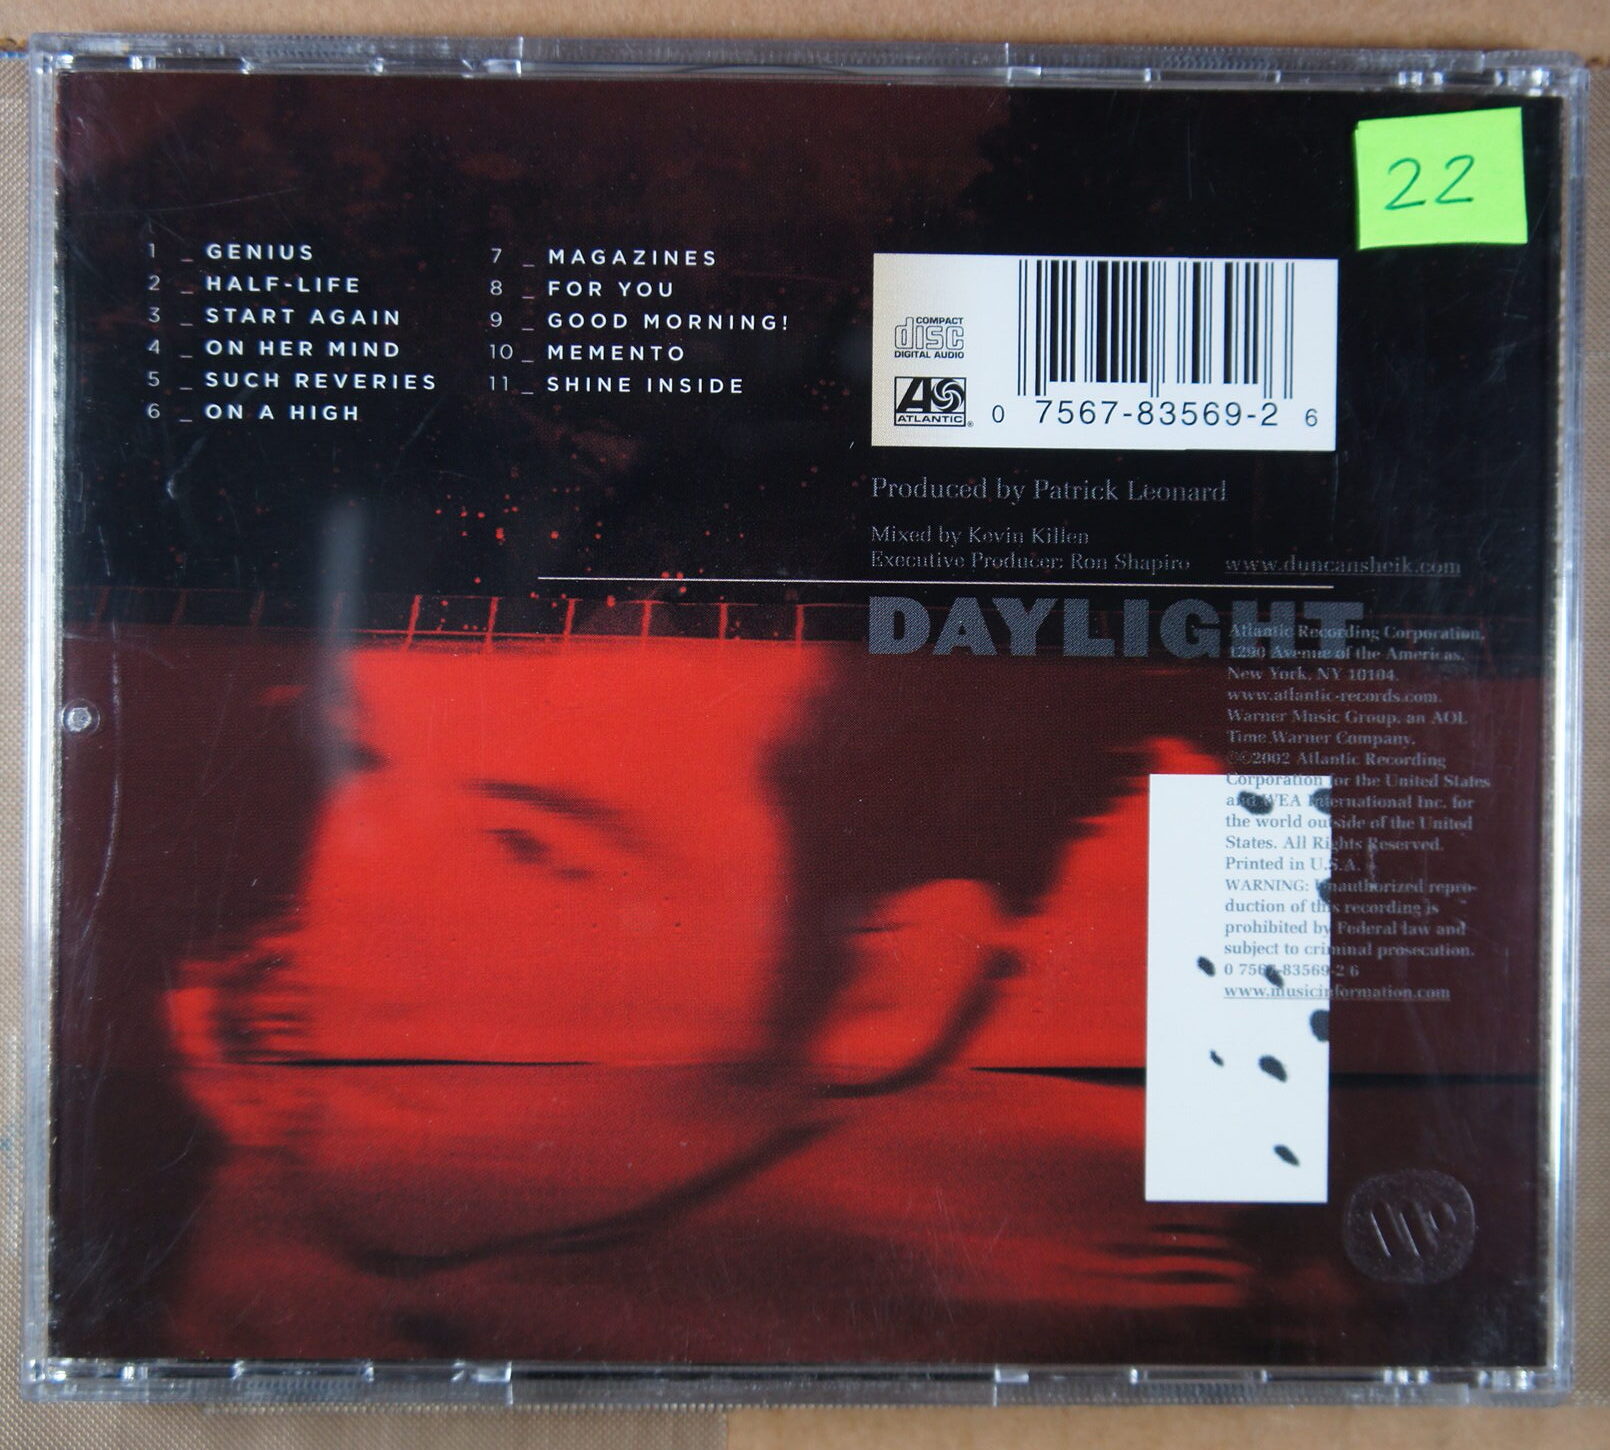 22
1 _ GENIUS
2 _ HALF-LIFE
3 _ START AGAIN
4 _ ON HER MIND
5 _ SUCH REVERIES
6 _ ON A HIGH
7 _ MAGAZINES
8 _ FOR YOU
9 _ GOOD MORNING!
10 _ MEMENTO
11 _ SHINE INSIDE
COMPACT
disc
DIGITAL AUDIO
ATLANTIC®
0 7567-83569-2 6
Produced by Patrick Leonard
Mixed by Kevin Killen
Executive Producer: Ron Shapiro www.duncansheik.com
DAYLIGHT
Atlantic Recording Corporation,
1290 Avenue of the Americas,
New York, NY 10104.
www.atlantic-records.com.
Warner Music Group, an AOL
Time Warner Company.
℗©2002 Atlantic Recording
Corporation for the United States
and WEA International Inc. for
the world outside of the United
States. All Rights Reserved.
Printed in U.S.A.
WARNING: Unauthorized repro-
duction of this recording is
prohibited by Federal law and
subject to criminal prosecution.
0 7567-83569-2 6
www.musicinformation.com